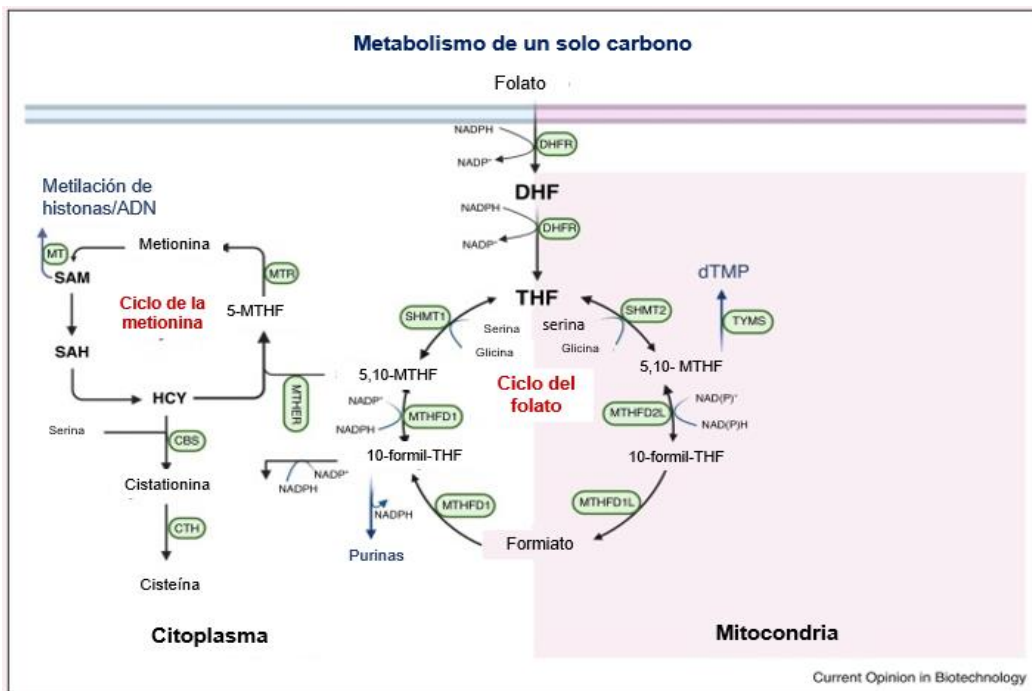 Metabolismo de un solo carbono
Folato
NADPH
DHFR
NADP⁺
DHF
NADPH
DHFR
NADP⁺
THF
Metilación de
histonas/ADN
MT
Metionina
SAM
MTR
Ciclo de la
metionina
5-MTHF
SAH
HCY
MTHER
Serina
CBS
Cistationina
CTH
Cisteína
SHMT1
Serina
Glicina
serina
Glicina
SHMT2
dTMP
TYMS
5,10-MTHF
Ciclo del
folato
5,10- MTHF
NADP⁺
NADPH
MTHFD1
MTHFD2L
NAD(P)⁺
NAD(P)H
10-formil-THF
10-formil-THF
NADPH
NADP⁺
NADPH
MTHFD1
MTHFD1L
Purinas
Formiato
Citoplasma
Mitocondria
Current Opinion in Biotechnology